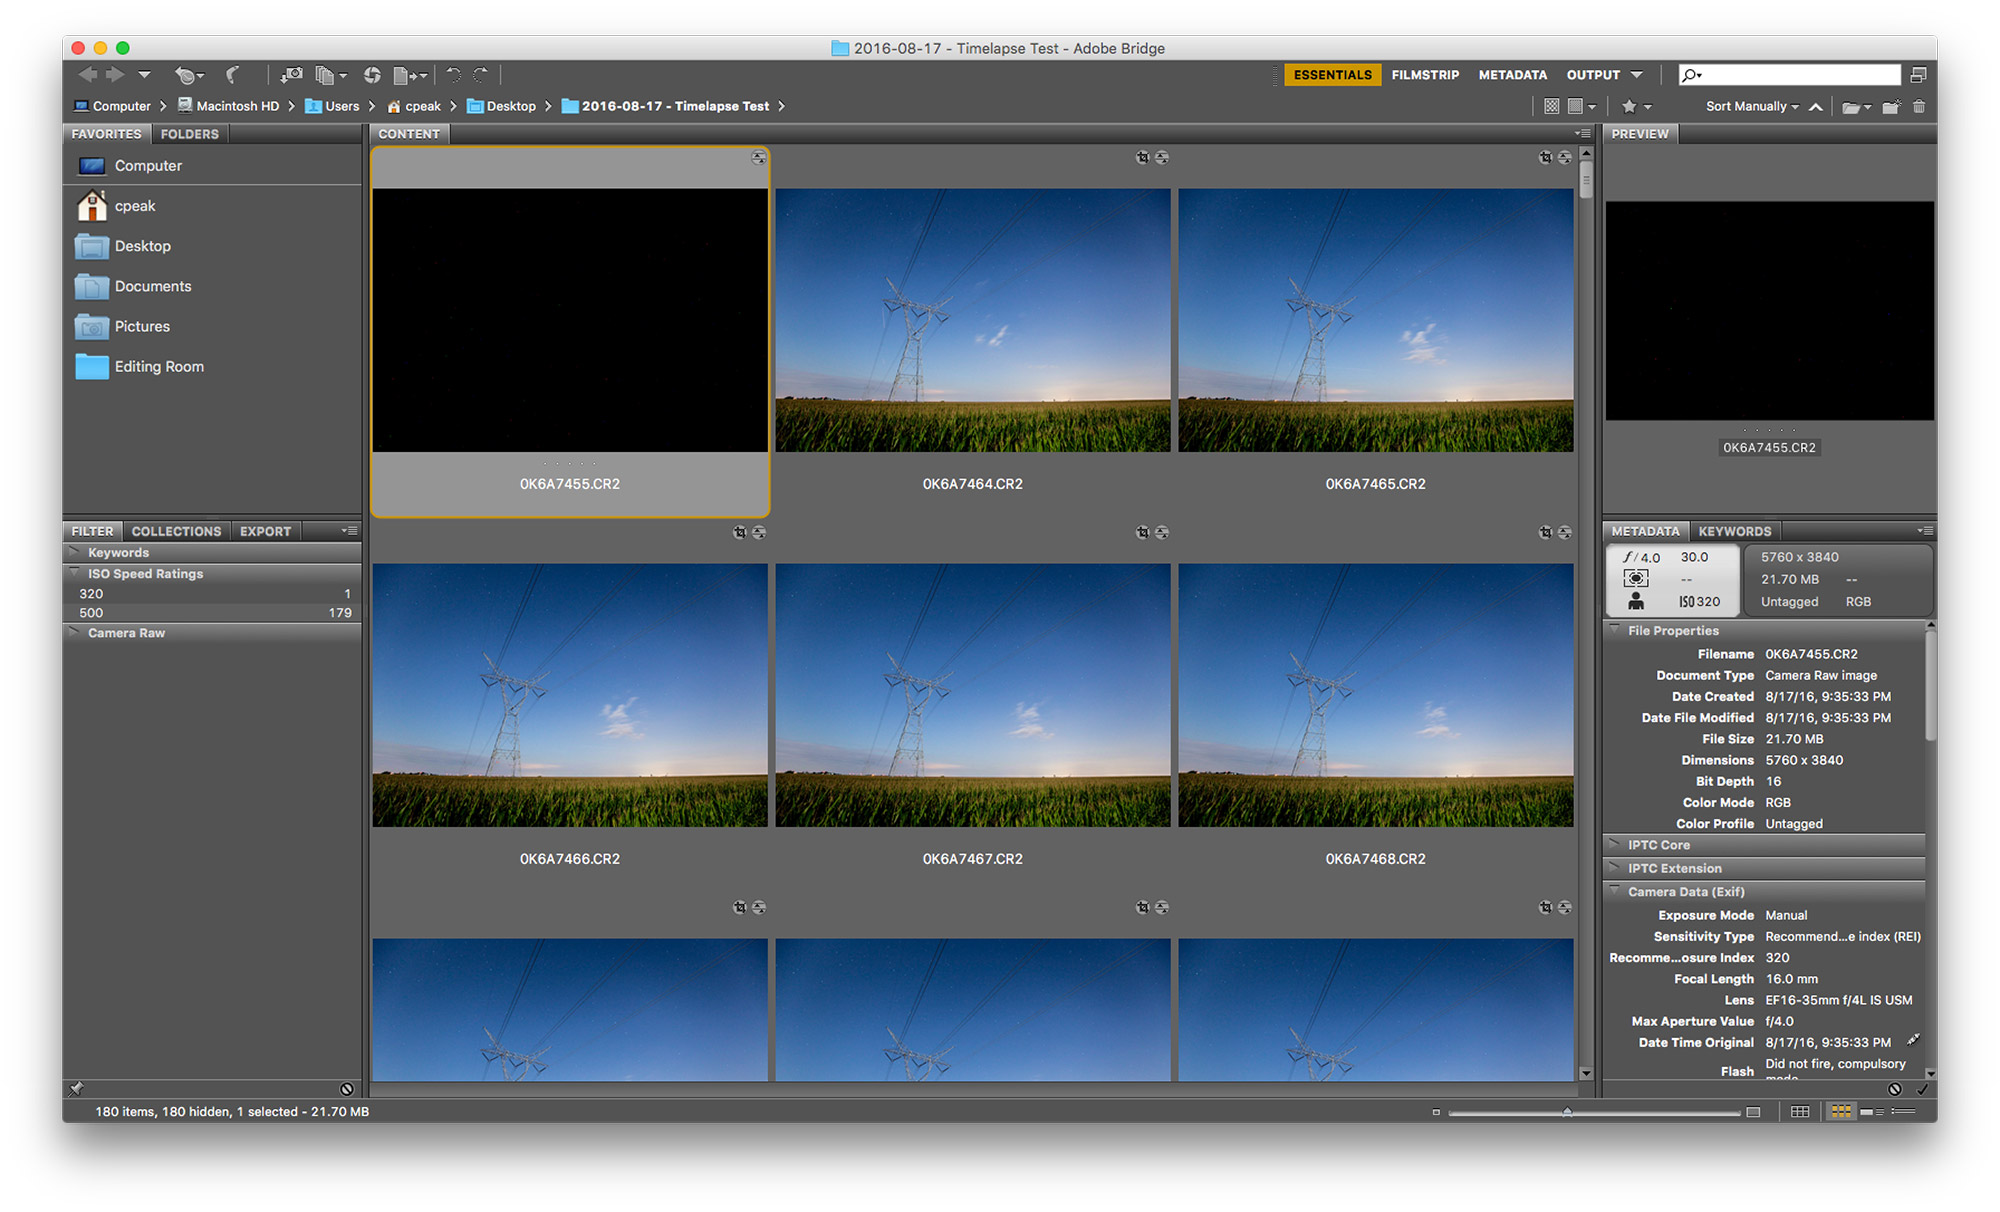 2016-08-17 - Timelapse Test - Adobe Bridge
ESSENTIALS FILMSTRIP METADATA OUTPUT
Computer Macintosh HD Users cpeak Desktop 2016-08-17 - Timelapse Test
Sort Manually
FAVORITES FOLDERS
Computer
cpeak
Desktop
Documents
Pictures
Editing Room
FILTER COLLECTIONS EXPORT
Keywords
ISO Speed Ratings
320 1
500 179
Camera Raw
CONTENT
0K6A7455.CR2
0K6A7464.CR2
0K6A7465.CR2
0K6A7466.CR2
0K6A7467.CR2
0K6A7468.CR2
PREVIEW
0K6A7455.CR2
METADATA KEYWORDS
f/4.0 30.0
--
ISO 320
5760 x 3840
21.70 MB --
Untagged RGB
File Properties
Filename 0K6A7455.CR2
Document Type Camera Raw image
Date Created 8/17/16, 9:35:33 PM
Date File Modified 8/17/16, 9:35:33 PM
File Size 21.70 MB
Dimensions 5760 x 3840
Bit Depth 16
Color Mode RGB
Color Profile Untagged
IPTC Core
IPTC Extension
Camera Data (Exif)
Exposure Mode Manual
Sensitivity Type Recommend...e index (REI)
Recomme...osure Index 320
Focal Length 16.0 mm
Lens EF16-35mm f/4L IS USM
Max Aperture Value f/4.0
Date Time Original 8/17/16, 9:35:33 PM
Flash Did not fire, compulsory
mode
180 items, 180 hidden, 1 selected - 21.70 MB